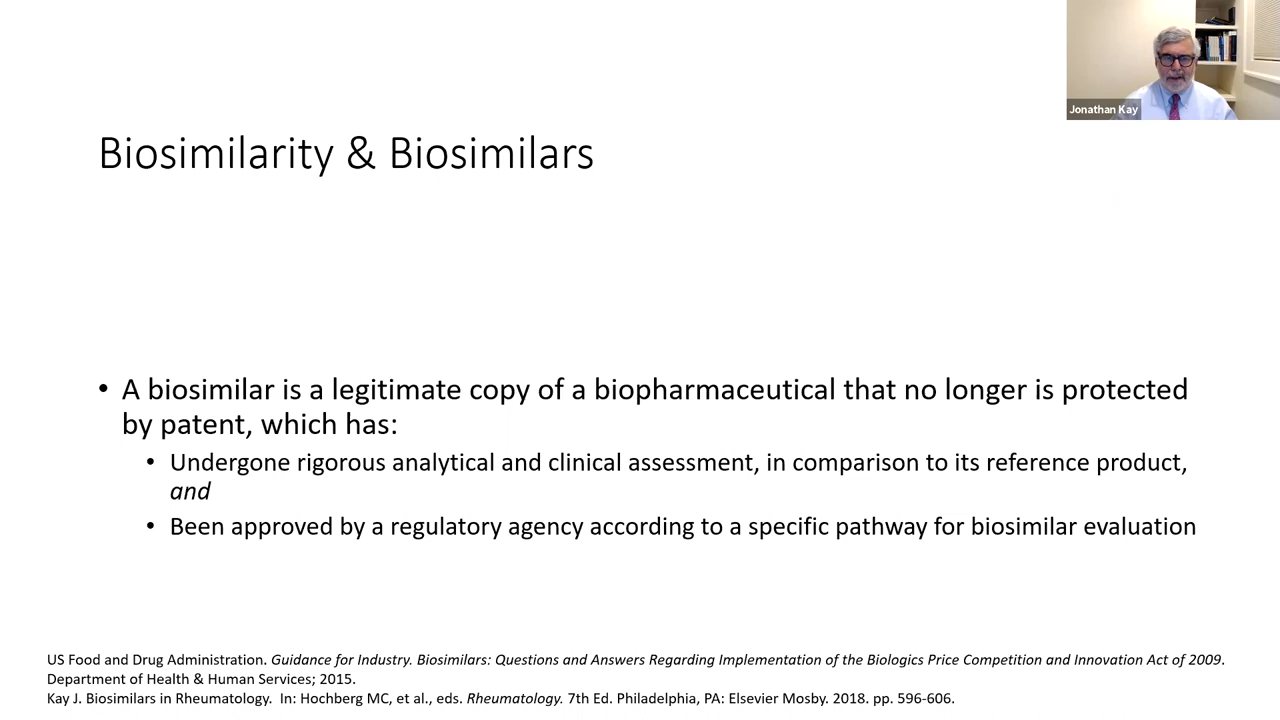 Jonathan Kay
Biosimilarity & Biosimilars
• A biosimilar is a legitimate copy of a biopharmaceutical that no longer is protected
by patent, which has:
• Undergone rigorous analytical and clinical assessment, in comparison to its reference product,
and
• Been approved by a regulatory agency according to a specific pathway for biosimilar evaluation
US Food and Drug Administration. Guidance for Industry. Biosimilars: Questions and Answers Regarding Implementation of the Biologics Price Competition and Innovation Act of 2009.
Department of Health & Human Services; 2015.
Kay J. Biosimilars in Rheumatology. In: Hochberg MC, et al., eds. Rheumatology. 7th Ed. Philadelphia, PA: Elsevier Mosby. 2018. pp. 596-606.